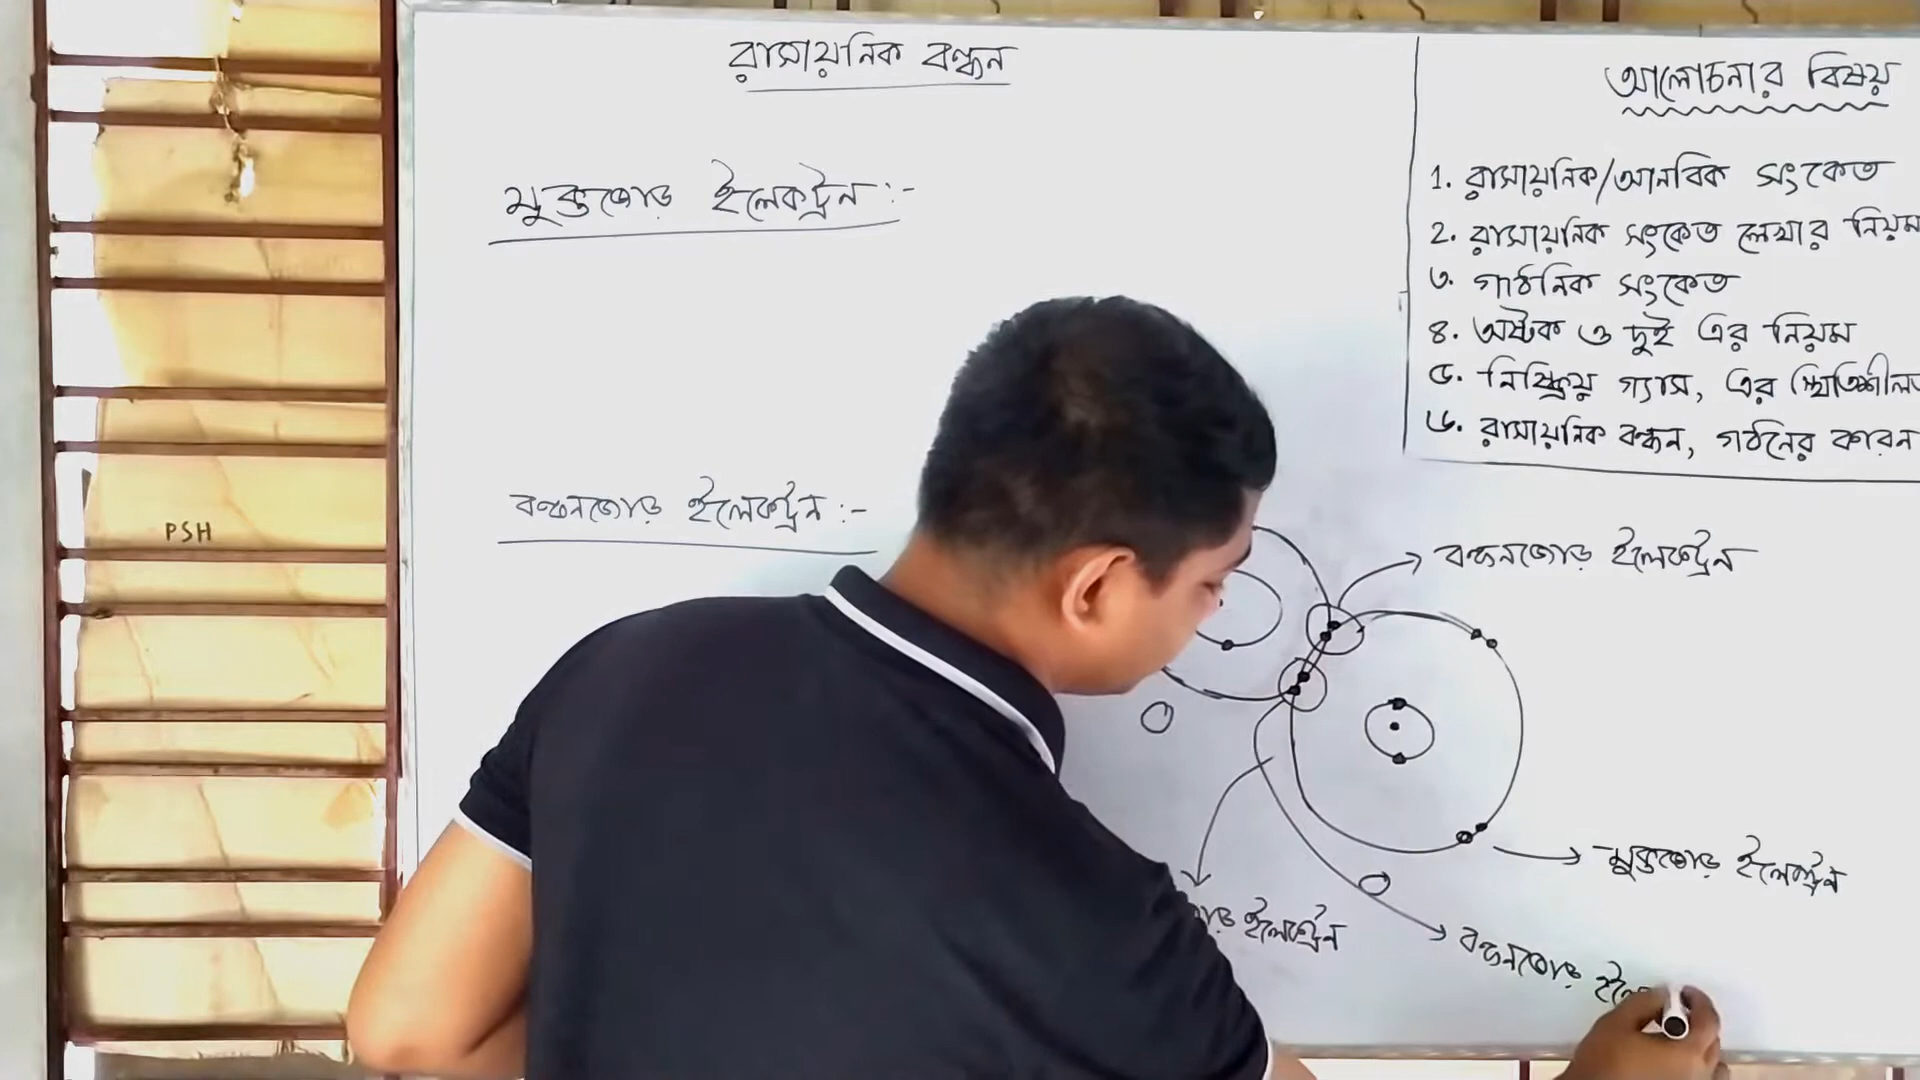 রাসায়নিক বন্ধন
মুক্তজোড় ইলেকট্রন :-
বন্ধনজোড় ইলেকট্রন :-
PSH
আলোচনার বিষয়
1. রাসায়নিক/আনবিক সংকেত
2. রাসায়নিক সংকেত লেখার নিয়ম
৩. গাঠনিক সংকেত
৪. অষ্টক ও দুই এর নিয়ম
৫. নিষ্ক্রিয় গ্যাস, এর
৬. রাসায়নিক বন্ধন, গঠনের কারন
বন্ধনজোড় ইলেকট্রন
O
মুক্তজোড় ইলেকট্রন
O
ইলেকট্রন
বন্ধনজোড়